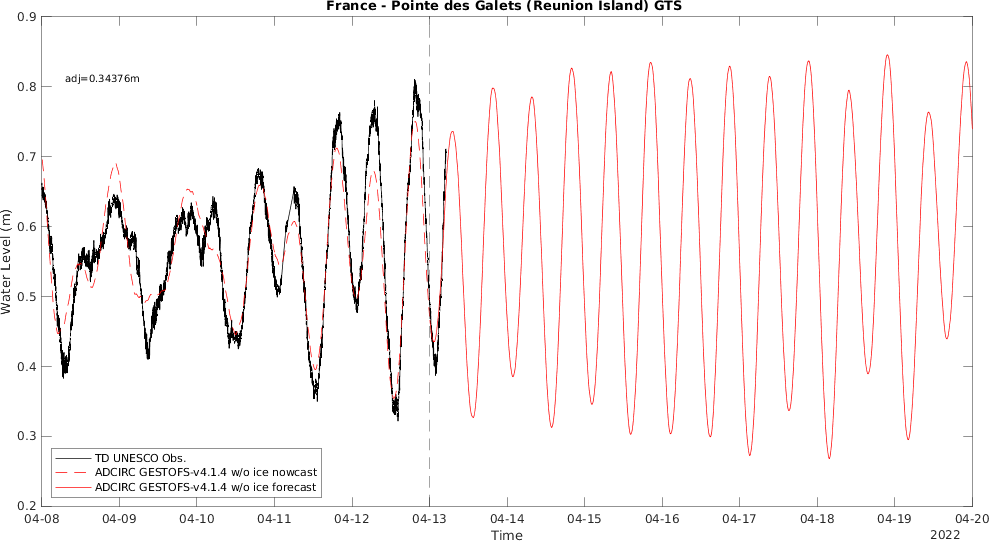 France - Pointe des Galets (Reunion Island) GTS
0.9
0.8
0.7
0.6
0.5
0.4
0.3
0.2
Water Level (m)
adj=0.34376m
TD UNESCO Obs.
ADCIRC GESTOFS-v4.1.4 w/o ice nowcast
ADCIRC GESTOFS-v4.1.4 w/o ice forecast
04-08 04-09 04-10 04-11 04-12 04-13 04-14 04-15 04-16 04-17 04-18 04-19 04-20
Time
2022